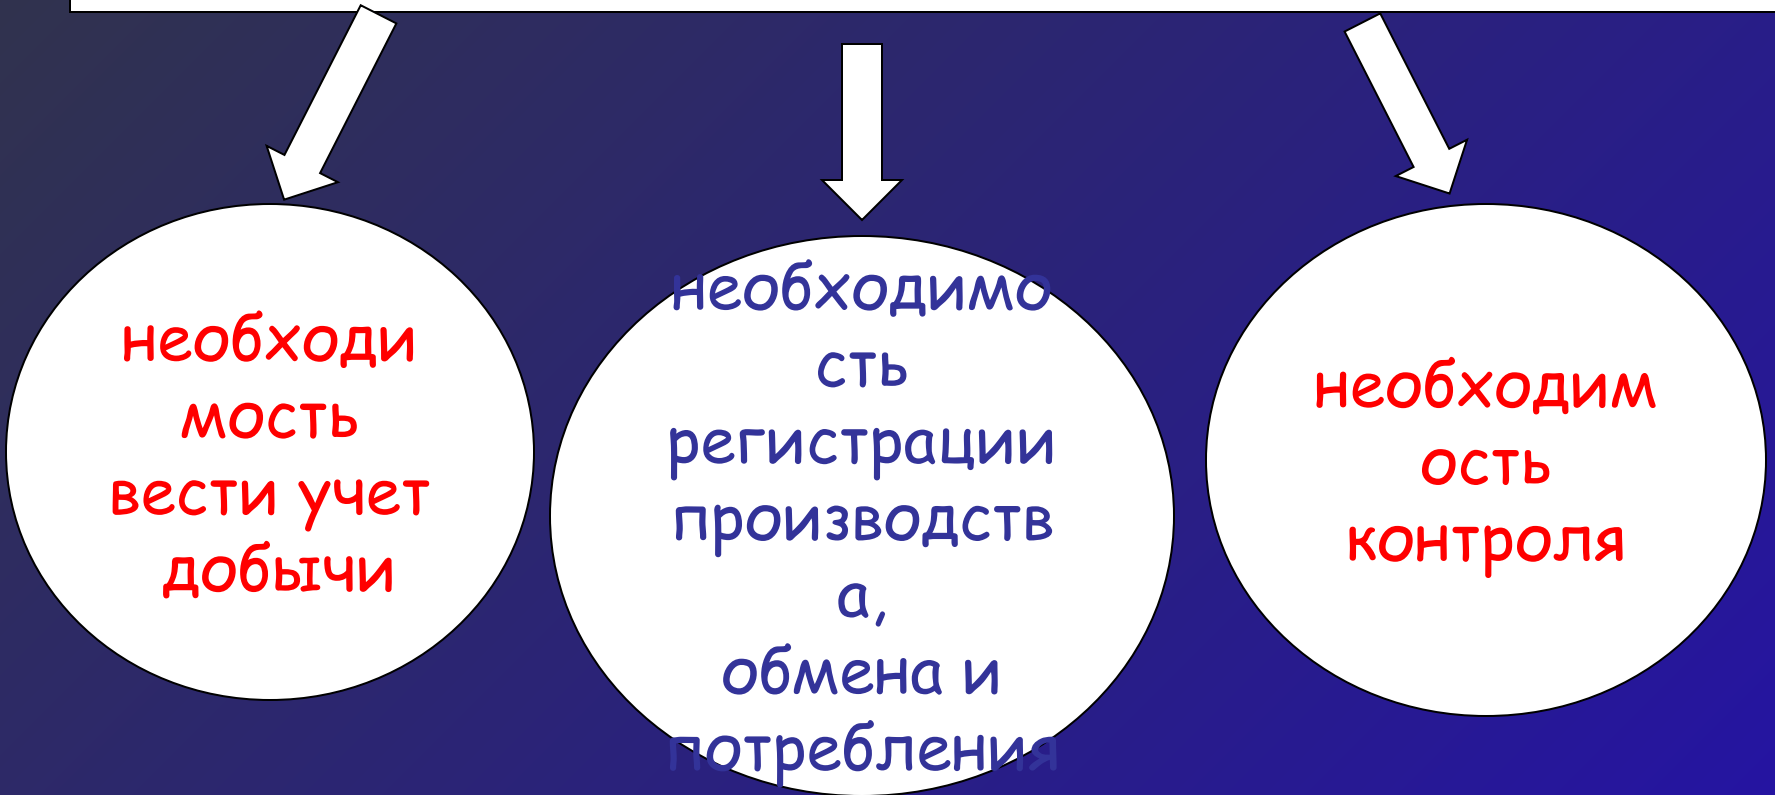 необходи
мость
вести учет
добычи
необходимо
сть
регистрации
производств
а,
обмена и
потребления
необходим
ость
контроля